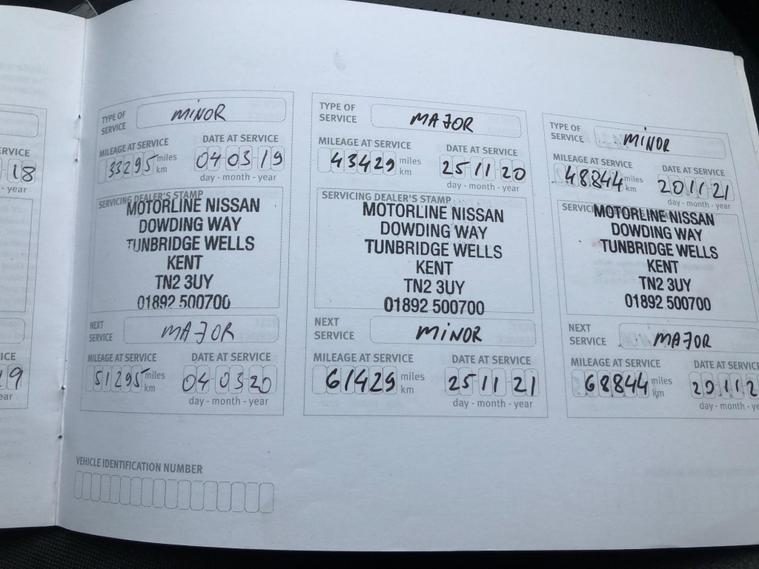 RVICE
18
- year
ICE
19
ear
TYPE OF SERVICE MINOR
MILEAGE AT SERVICE DATE AT SERVICE
33295 miles km 04 03 19
day - month - year
SERVICING DEALER'S STAMP
MOTORLINE NISSAN
DOWDING WAY
TUNBRIDGE WELLS
KENT
TN2 3UY
01892 500700
NEXT SERVICE MAJOR
MILEAGE AT SERVICE DATE AT SERVICE
51295 miles km 04 03 20
day - month - year
VEHICLE IDENTIFICATION NUMBER
TYPE OF SERVICE MAJOR
MILEAGE AT SERVICE DATE AT SERVICE
43429 miles km 25 11 20
day - month - year
SERVICING DEALER'S STAMP
MOTORLINE NISSAN
DOWDING WAY
TUNBRIDGE WELLS
KENT
TN2 3UY
01892 500700
NEXT SERVICE MINOR
MILEAGE AT SERVICE DATE AT SERVICE
61429 miles km 25 11 21
day - month - year
TYPE OF SERVICE MINOR
MILEAGE AT SERVICE DATE AT SERVICE
48844 miles km 20 11 21
day - month - year
MOTORLINE NISSAN
DOWDING WAY
TUNBRIDGE WELLS
KENT
TN2 3UY
01892 500700
NEXT SERVICE MAJOR
MILEAGE AT SERVICE DATE AT SERVICE
68844 miles km 20 11 2
day - month - year